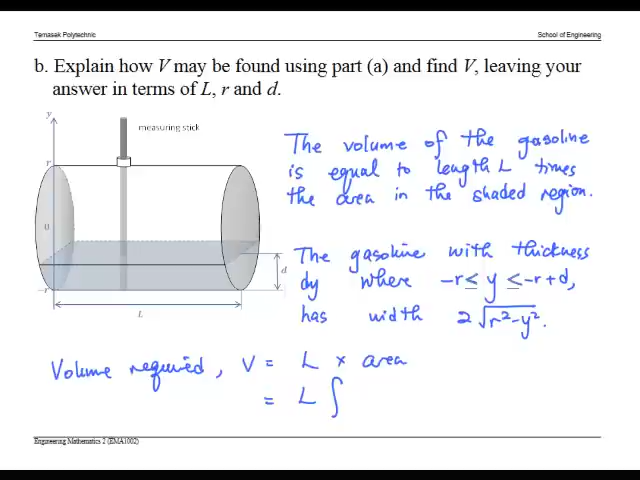 Temasek Polytechnic
School of Engineering
b. Explain how V may be found using part (a) and find V, leaving your
answer in terms of L, r and d.
y
measuring stick
r
0
-r
d
L
The volume of the gasoline
is equal to length L times
the area in the shaded region.
The gasoline with thickness
dy where -r ≤ y ≤ -r+d,
has width 2√(r²-y²).
Volume required, V = L × area
= L ∫
Engineering Mathematics 2 (EMA1002)